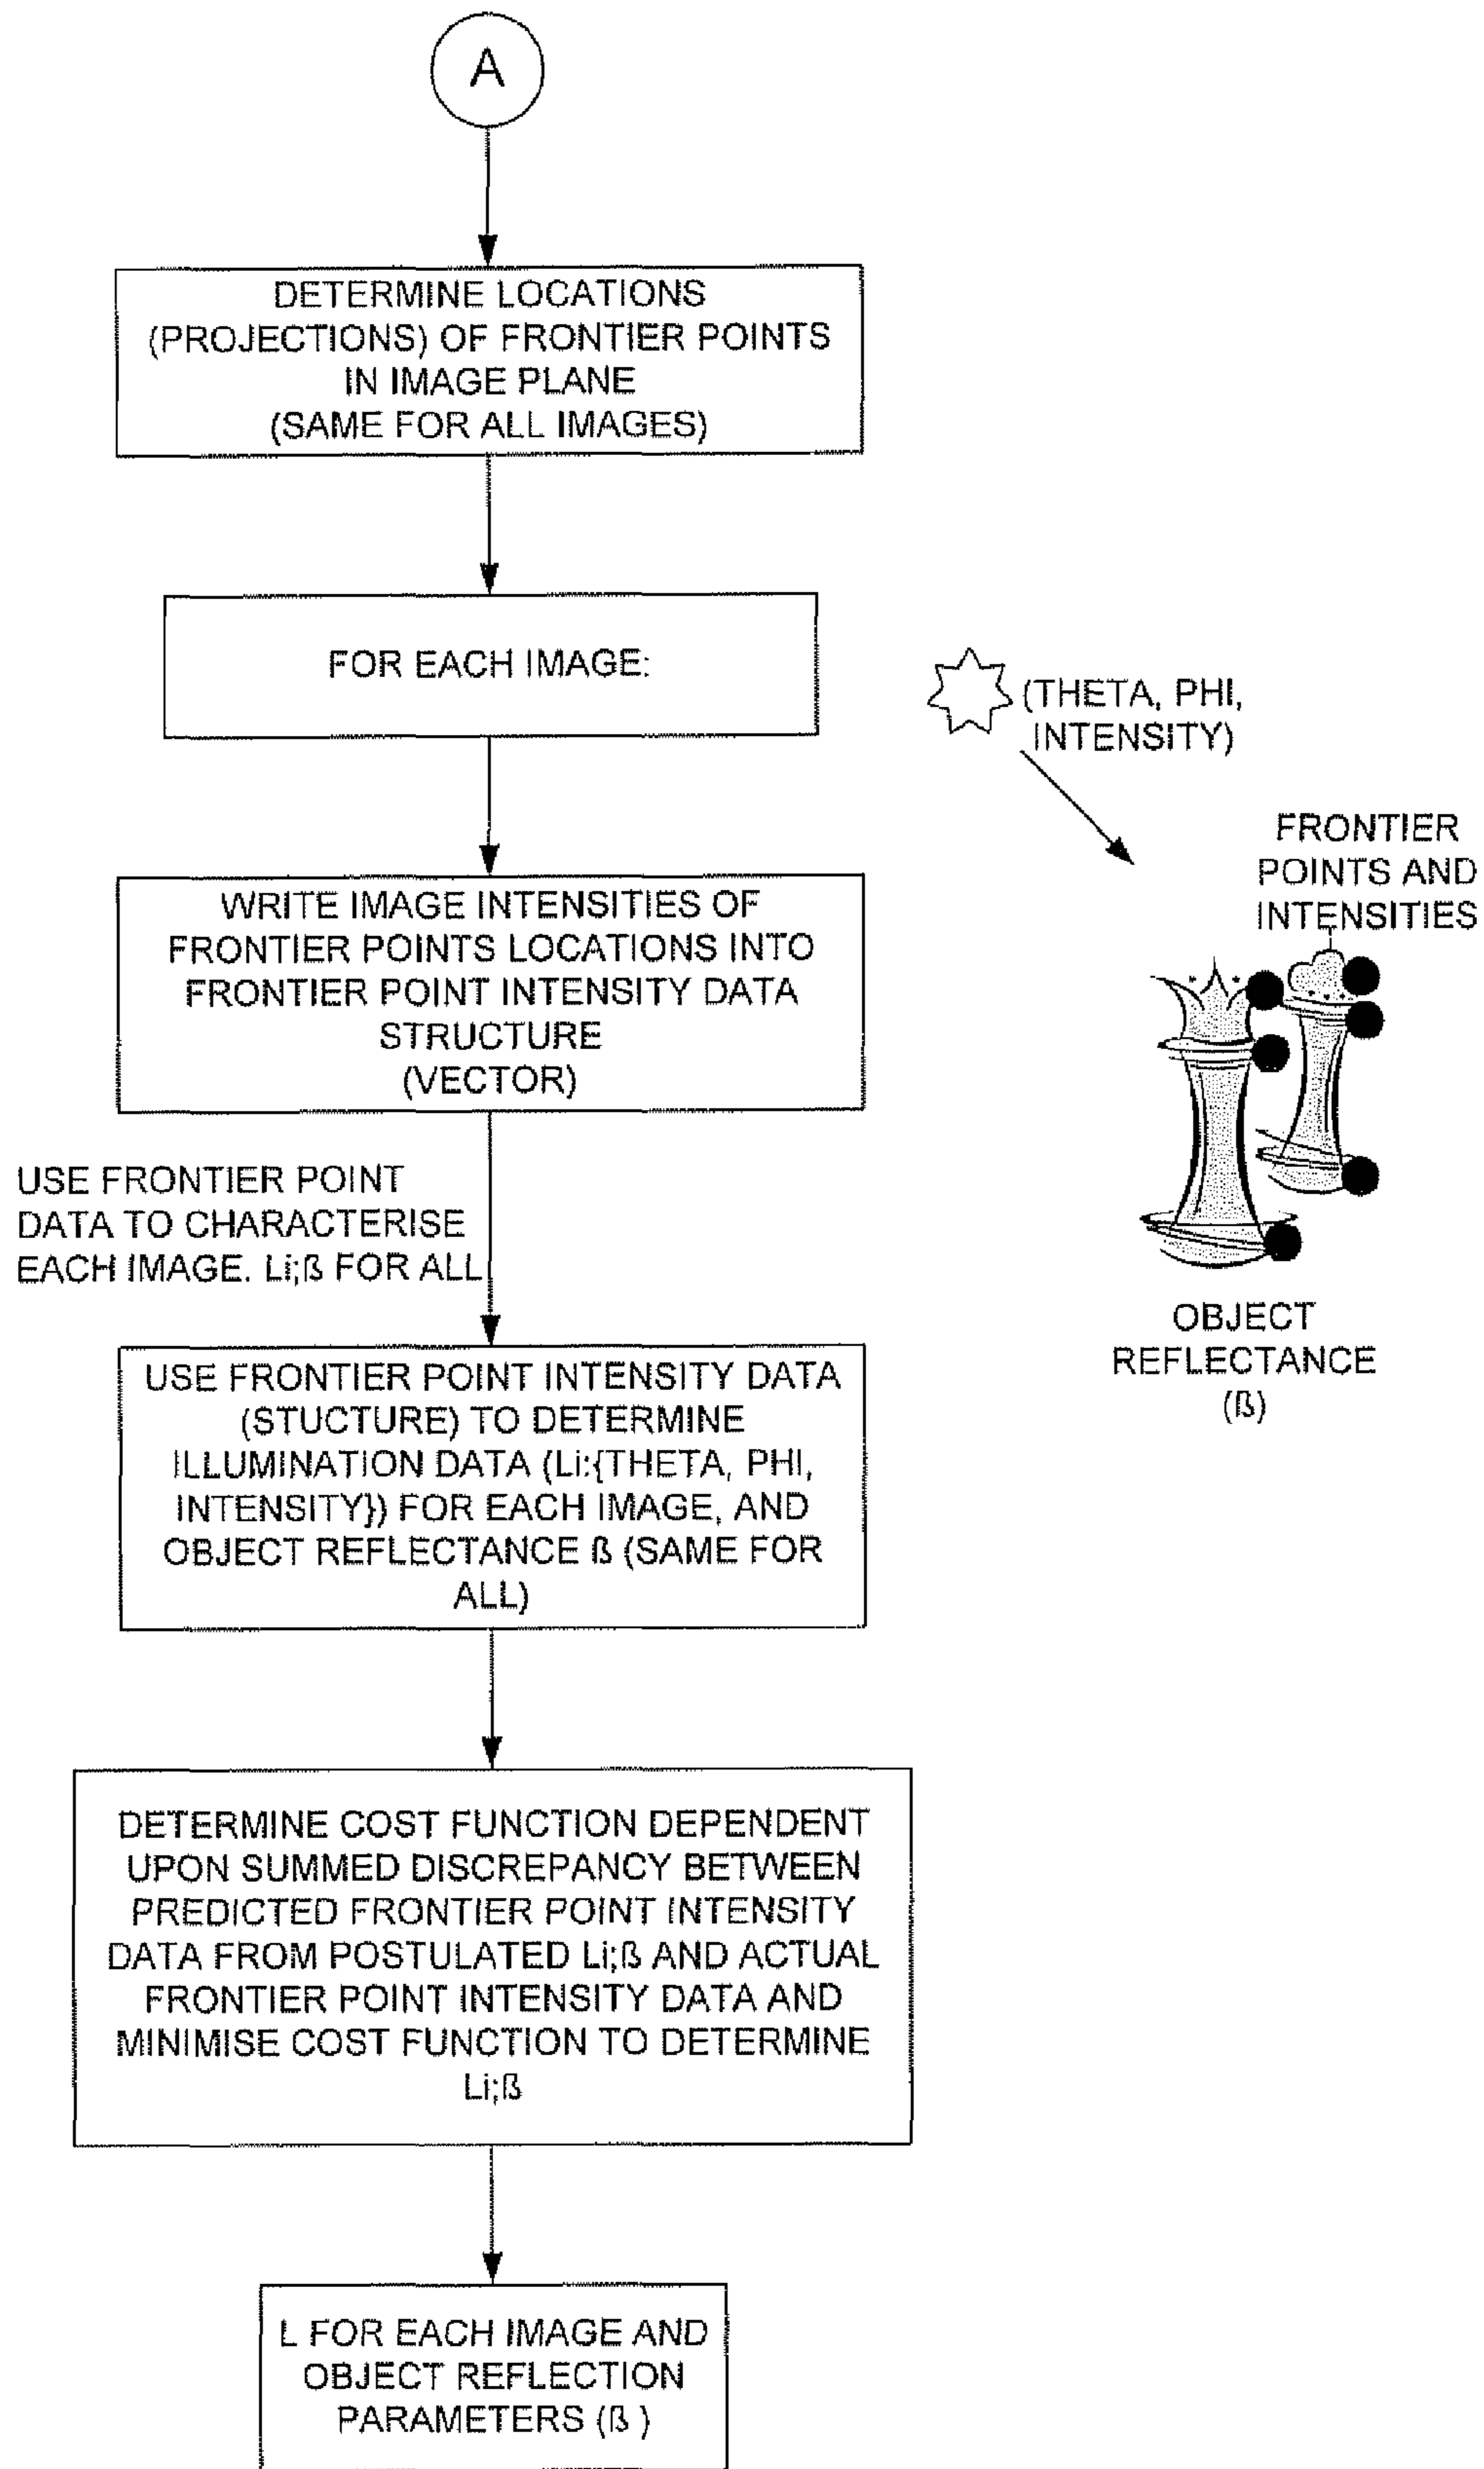 A
DETERMINE LOCATIONS
(PROJECTIONS) OF FRONTIER POINTS
IN IMAGE PLANE
(SAME FOR ALL IMAGES)
FOR EACH IMAGE:
(THETA, PHI,
INTENSITY)
FRONTIER
POINTS AND
INTENSITIES
WRITE IMAGE INTENSITIES OF
FRONTIER POINTS LOCATIONS INTO
FRONTIER POINT INTENSITY DATA
STRUCTURE
(VECTOR)
USE FRONTIER POINT
DATA TO CHARACTERISE
EACH IMAGE. Li;ß FOR ALL
OBJECT
REFLECTANCE
(ß)
USE FRONTIER POINT INTENSITY DATA
(STUCTURE) TO DETERMINE
ILLUMINATION DATA (Li:{THETA, PHI,
INTENSITY}) FOR EACH IMAGE, AND
OBJECT REFLECTANCE ß (SAME FOR
ALL)
DETERMINE COST FUNCTION DEPENDENT
UPON SUMMED DISCREPANCY BETWEEN
PREDICTED FRONTIER POINT INTENSITY
DATA FROM POSTULATED Li;ß AND ACTUAL
FRONTIER POINT INTENSITY DATA AND
MINIMISE COST FUNCTION TO DETERMINE
Li;ß
L FOR EACH IMAGE AND
OBJECT REFLECTION
PARAMETERS (ß )